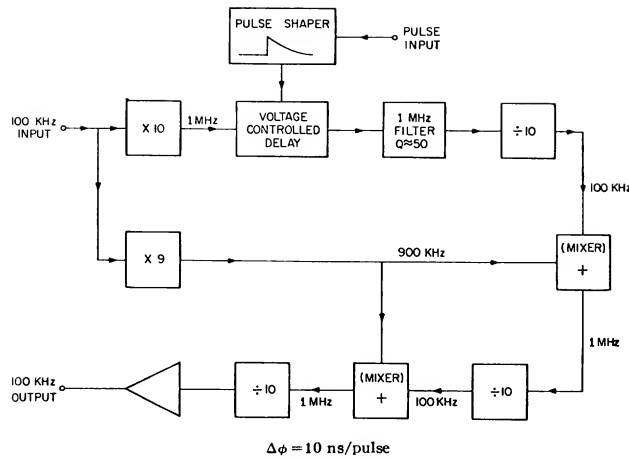 PULSE SHAPER
PULSE
INPUT
100 KHz
INPUT
X 10
1 MHz
VOLTAGE
CONTROLLED
DELAY
1 MHz
FILTER
Q≈50
÷10
100 KHz
X 9
900 KHz
(MIXER)
+
1 MHz
100 KHz
OUTPUT
÷10
1 MHz
(MIXER)
+
100 KHz
÷10
Δϕ = 10 ns/pulse